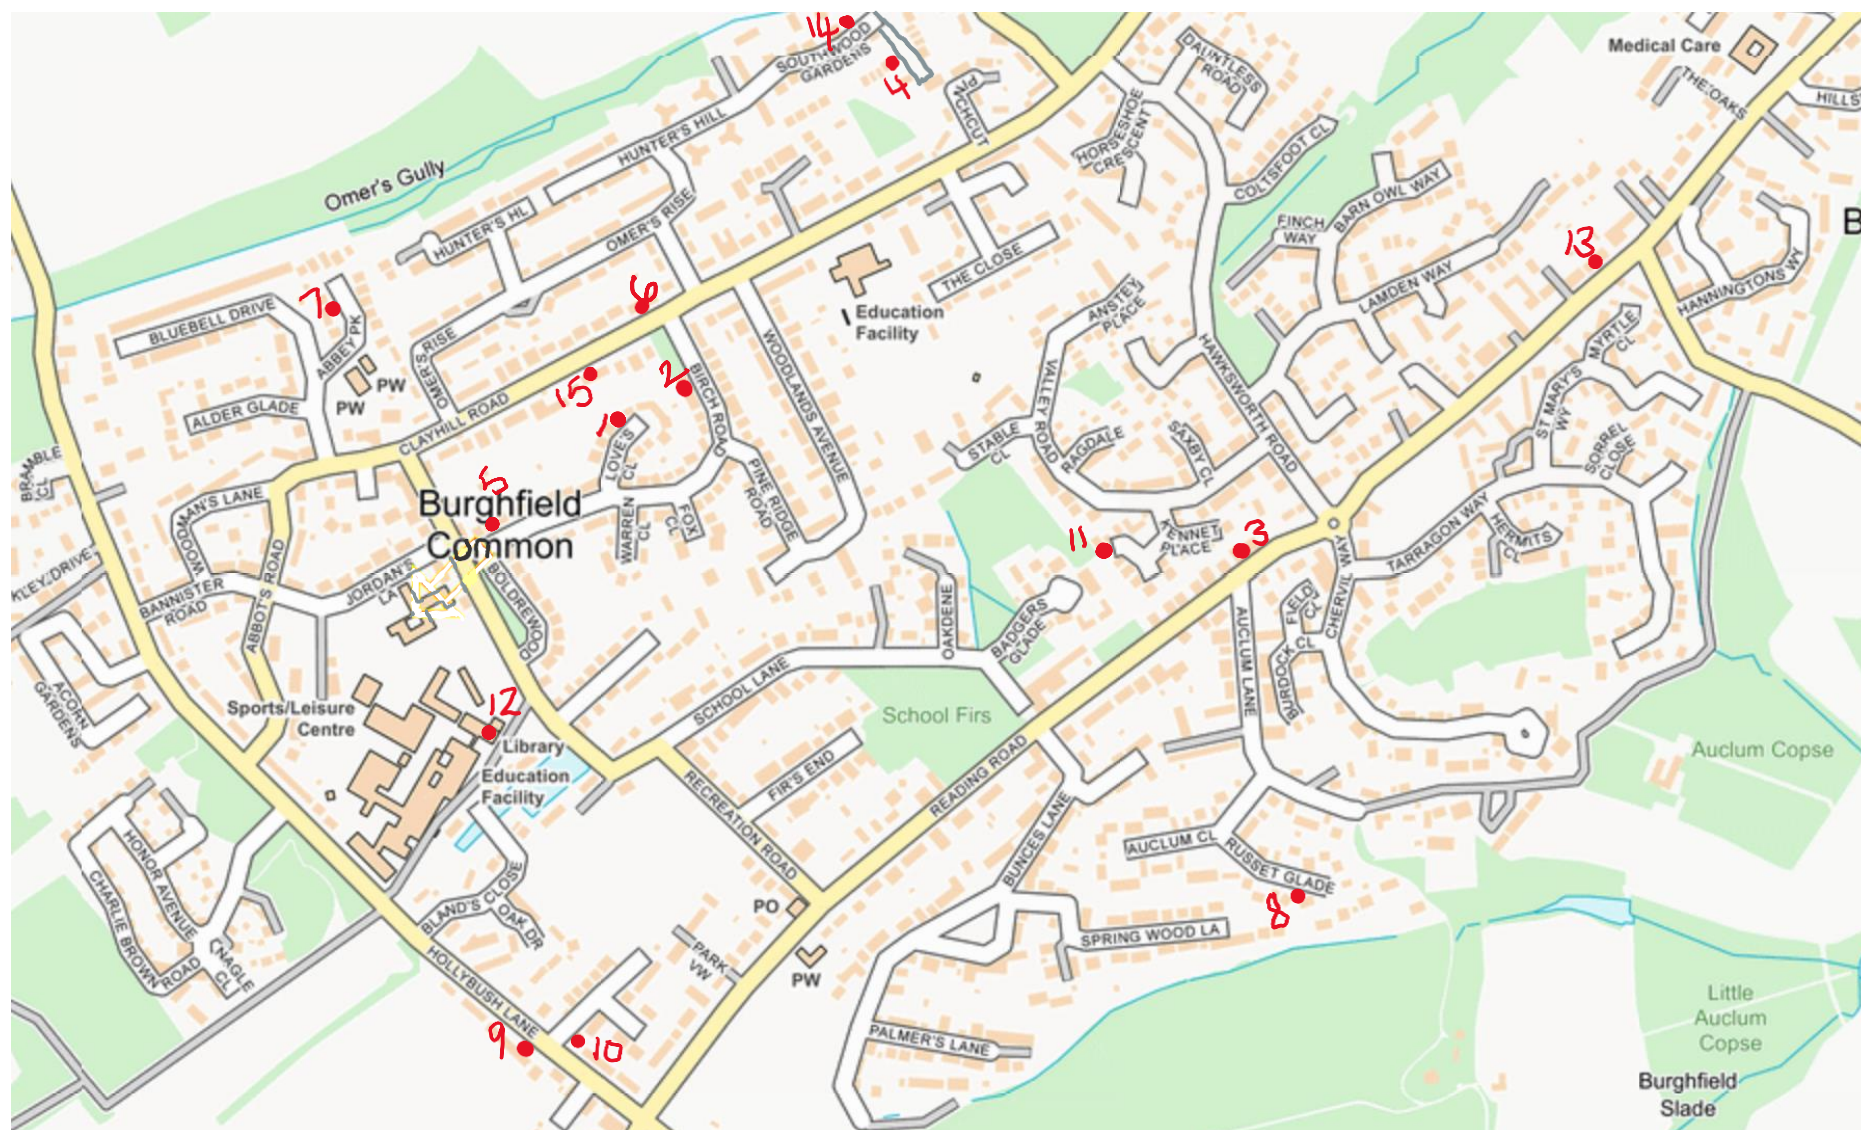 14
SOUTHWOOD
GARDENS
4
PINCHCUT
DAUNTLESS
ROAD
Medical Care
THE OAKS
HILLS
HORSESHOE
CRESCENT
COLTSFOOT CL
HUNTER'S HILL
Omer's Gully
HUNTER'S HL
OMER'S RISE
FINCH
WAY
BARN OWL WAY
13
B
THE CLOSE
LAMDEN WAY
HANNINGTONS WY
7
BLUEBELL DRIVE
ABBEY PK
6
Education
Facility
ANSTEY
PLACE
MYRTLE
CL
OMER'S RISE
PW
PW
ALDER GLADE
15
2
1
BIRCH ROAD
WOODLANDS AVENUE
VALLEY ROAD
HAWKSWORTH ROAD
ST MARY'S
WY
CLAYHILL ROAD
LOVE'S
CL
STABLE
CL
RAGDALE
SAXBY CL
SORREL
CLOSE
BRAMBLE
CL
5
Burghfield
Common
WOODMAN'S LANE
WARREN
CL
FOX
CL
PINE RIDGE
ROAD
11
KENNET
PLACE
3
TARRAGON WAY
HERMITS
CL
KLEY DRIVE
BANNISTER
ROAD
ABBOT'S ROAD
JORDAN'S
LA
BOLDREWOOD
OAKDENE
BADGERS
GLADE
AUCLUM LANE
FIELD
CL
CHERVIL WAY
BURDOCK CL
ACORN
GARDENS
Sports/Leisure
Centre
12
Library
Education
Facility
SCHOOL LANE
School Firs
Auclum Copse
FIR'S END
RECREATION ROAD
READING ROAD
BUNCES LANE
AUCLUM CL
RUSSET GLADE
8
HONOR AVENUE
CHARLIE BROWN ROAD
NAGLE
CL
BLAND'S CLOSE
OAK DR
PO
PW
PARK
VW
SPRING WOOD LA
HOLLYBUSH LANE
9
10
PALMER'S LANE
Little
Auclum
Copse
Burghfield
Slade